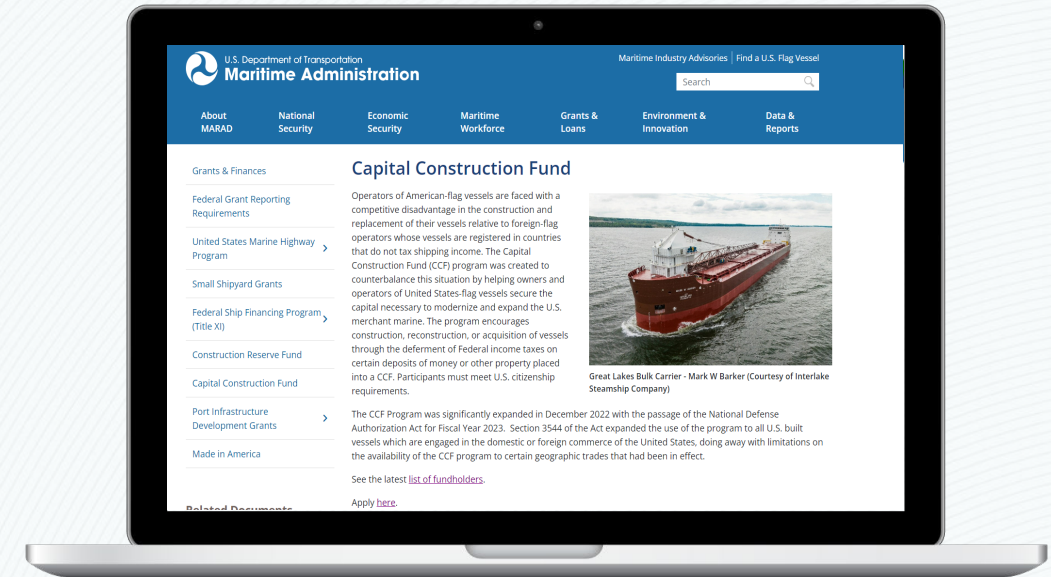 U.S. Department of Transportation
Maritime Administration
Maritime Industry Advisories | Find a U.S. Flag Vessel
Search
About MARAD
National Security
Economic Security
Maritime Workforce
Grants & Loans
Environment & Innovation
Data & Reports
Grants & Finances
Federal Grant Reporting
Requirements
United States Marine Highway
Program
Small Shipyard Grants
Federal Ship Financing Program
(Title XI)
Construction Reserve Fund
Capital Construction Fund
Port Infrastructure
Development Grants
Made in America
Related Documents
Capital Construction Fund
Operators of American-flag vessels are faced with a
competitive disadvantage in the construction and
replacement of their vessels relative to foreign-flag
operators whose vessels are registered in countries
that do not tax shipping income. The Capital
Construction Fund (CCF) program was created to
counterbalance this situation by helping owners and
operators of United States-flag vessels secure the
capital necessary to modernize and expand the U.S.
merchant marine. The program encourages
construction, reconstruction, or acquisition of vessels
through the deferment of Federal income taxes on
certain deposits of money or other property placed
into a CCF. Participants must meet U.S. citizenship
requirements.
Great Lakes Bulk Carrier - Mark W Barker (Courtesy of Interlake
Steamship Company)
The CCF Program was significantly expanded in December 2022 with the passage of the National Defense
Authorization Act for Fiscal Year 2023. Section 3544 of the Act expanded the use of the program to all U.S. built
vessels which are engaged in the domestic or foreign commerce of the United States, doing away with limitations on
the availability of the CCF program to certain geographic trades that had been in effect.
See the latest list of fundholders.
Apply here.